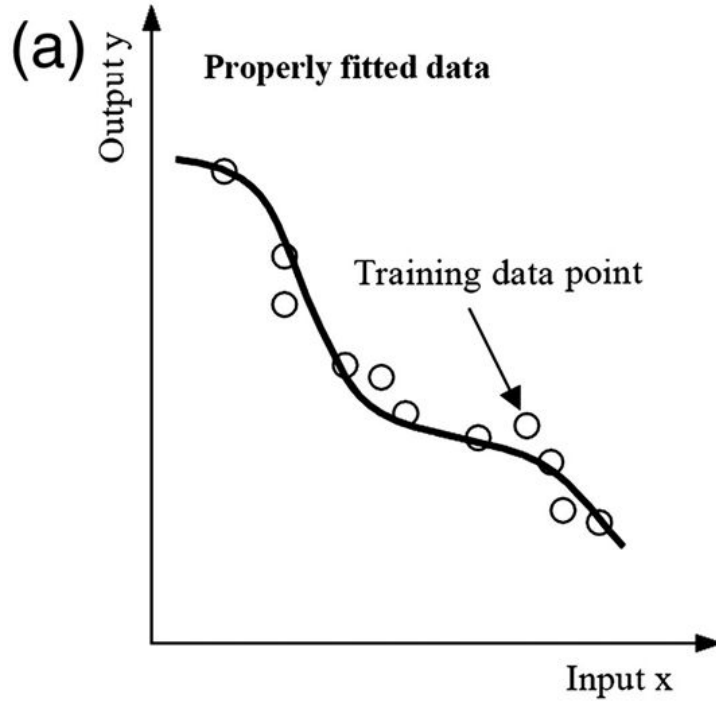 (a)
Output y
Properly fitted data
Training data point
Input x